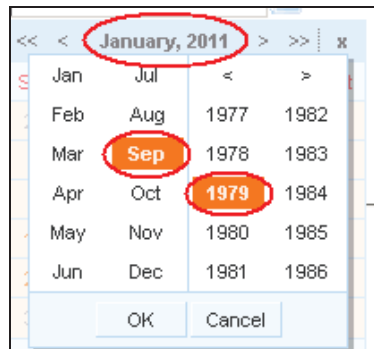 << < January, 2011 > >> x
Jan Jul < >
Feb Aug 1977 1982
Mar Sep 1978 1983
Apr Oct 1979 1984
May Nov 1980 1985
Jun Dec 1981 1986
OK Cancel